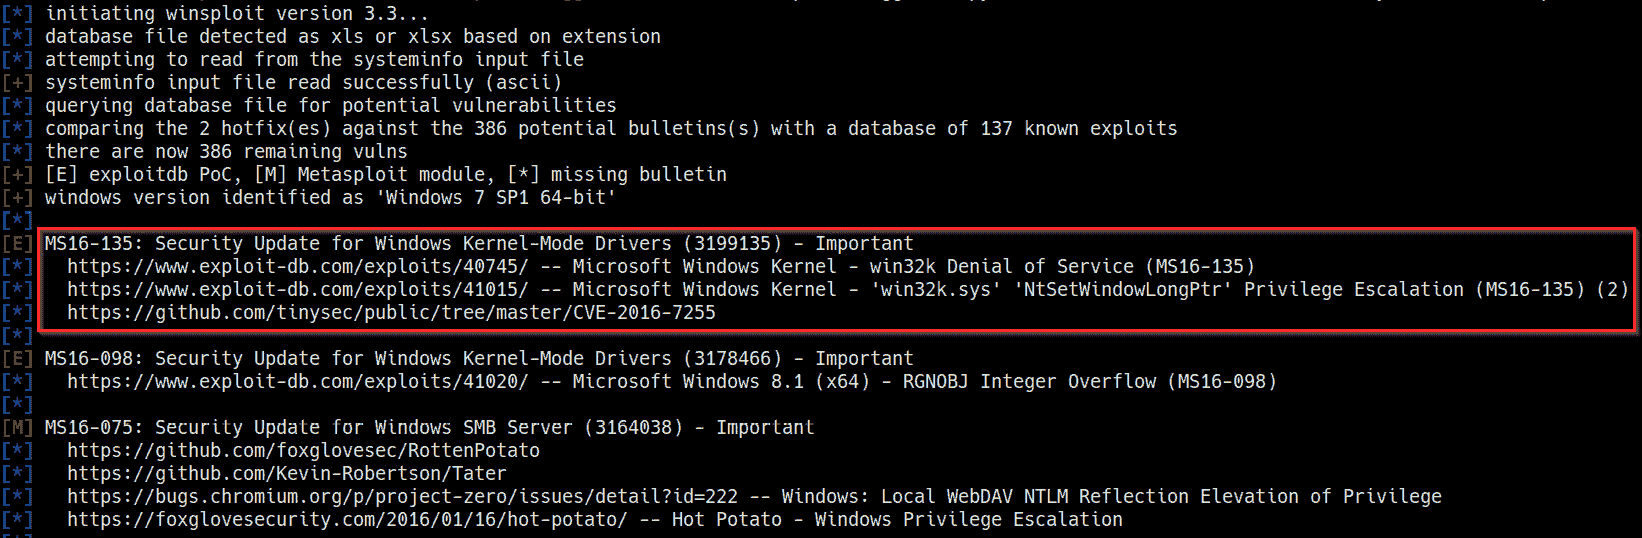 [*] initiating winsploit version 3.3...
[*] database file detected as xls or xlsx based on extension
[*] attempting to read from the systeminfo input file
[+] systeminfo input file read successfully (ascii)
[*] querying database file for potential vulnerabilities
[*] comparing the 2 hotfix(es) against the 386 potential bulletins(s) with a database of 137 known exploits
[*] there are now 386 remaining vulns
[+] [E] exploitdb PoC, [M] Metasploit module, [*] missing bulletin
[+] windows version identified as 'Windows 7 SP1 64-bit'
[*]
[E] MS16-135: Security Update for Windows Kernel-Mode Drivers (3199135) - Important
[*]   https://www.exploit-db.com/exploits/40745/ -- Microsoft Windows Kernel - win32k Denial of Service (MS16-135)
[*]   https://www.exploit-db.com/exploits/41015/ -- Microsoft Windows Kernel - 'win32k.sys' 'NtSetWindowLongPtr' Privilege Escalation (MS16-135) (2)
[*]   https://github.com/tinysec/public/tree/master/CVE-2016-7255
[*]
[E] MS16-098: Security Update for Windows Kernel-Mode Drivers (3178466) - Important
[*]   https://www.exploit-db.com/exploits/41020/ -- Microsoft Windows 8.1 (x64) - RGNOBJ Integer Overflow (MS16-098)
[*]
[M] MS16-075: Security Update for Windows SMB Server (3164038) - Important
[*]   https://github.com/foxglovesec/RottenPotato
[*]   https://github.com/Kevin-Robertson/Tater
[*]   https://bugs.chromium.org/p/project-zero/issues/detail?id=222 -- Windows: Local WebDAV NTLM Reflection Elevation of Privilege
[*]   https://foxglovesecurity.com/2016/01/16/hot-potato/ -- Hot Potato - Windows Privilege Escalation